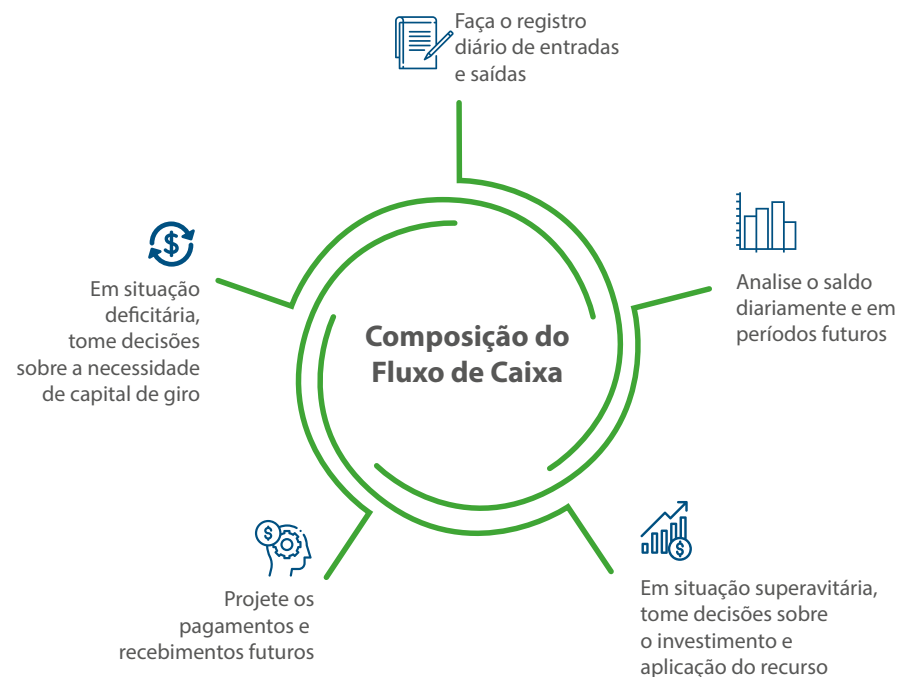 Faça o registro
diário de entradas
e saídas
Analise o saldo
diariamente e em
períodos futuros
Em situação superavitária,
tome decisões sobre
o investimento e
aplicação do recurso
Projete os
pagamentos e
recebimentos futuros
Em situação
deficitária,
tome decisões
sobre a necessidade
de capital de giro
Composição do
Fluxo de Caixa